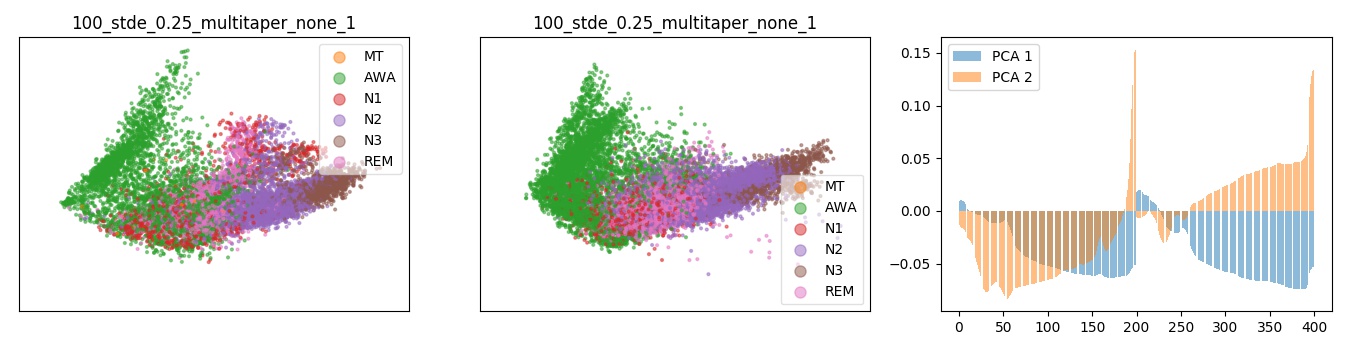 100_stde_0.25_multitaper_none_1
MT
AWA
N1
N2
N3
REM
100_stde_0.25_multitaper_none_1
MT
AWA
N1
N2
N3
REM
PCA 1
PCA 2
0.15
0.10
0.05
0.00
−0.05
0 50 100 150 200 250 300 350 400